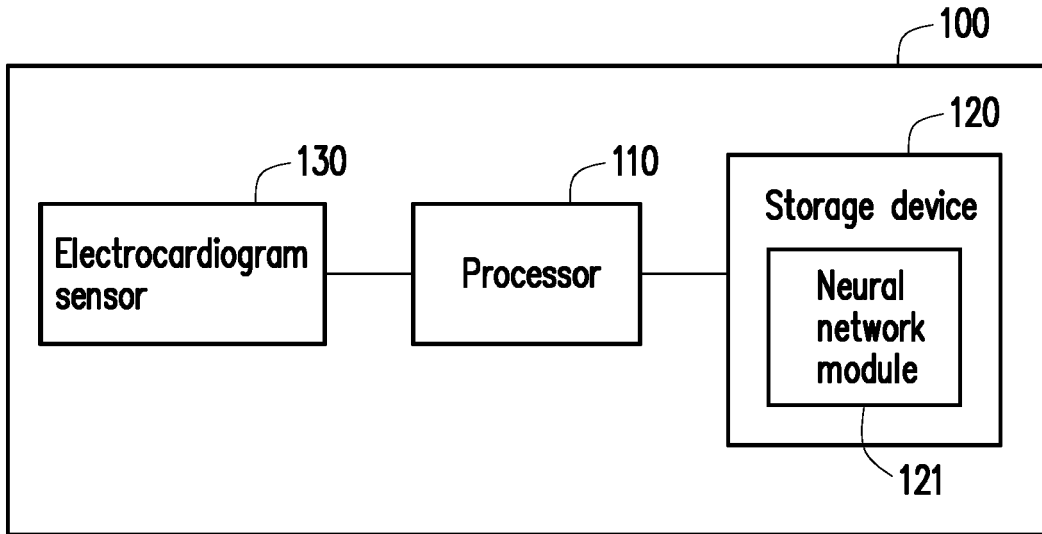 100
120
130
110
Storage device
Electrocardiogram
sensor
Processor
Neural
network
module
121